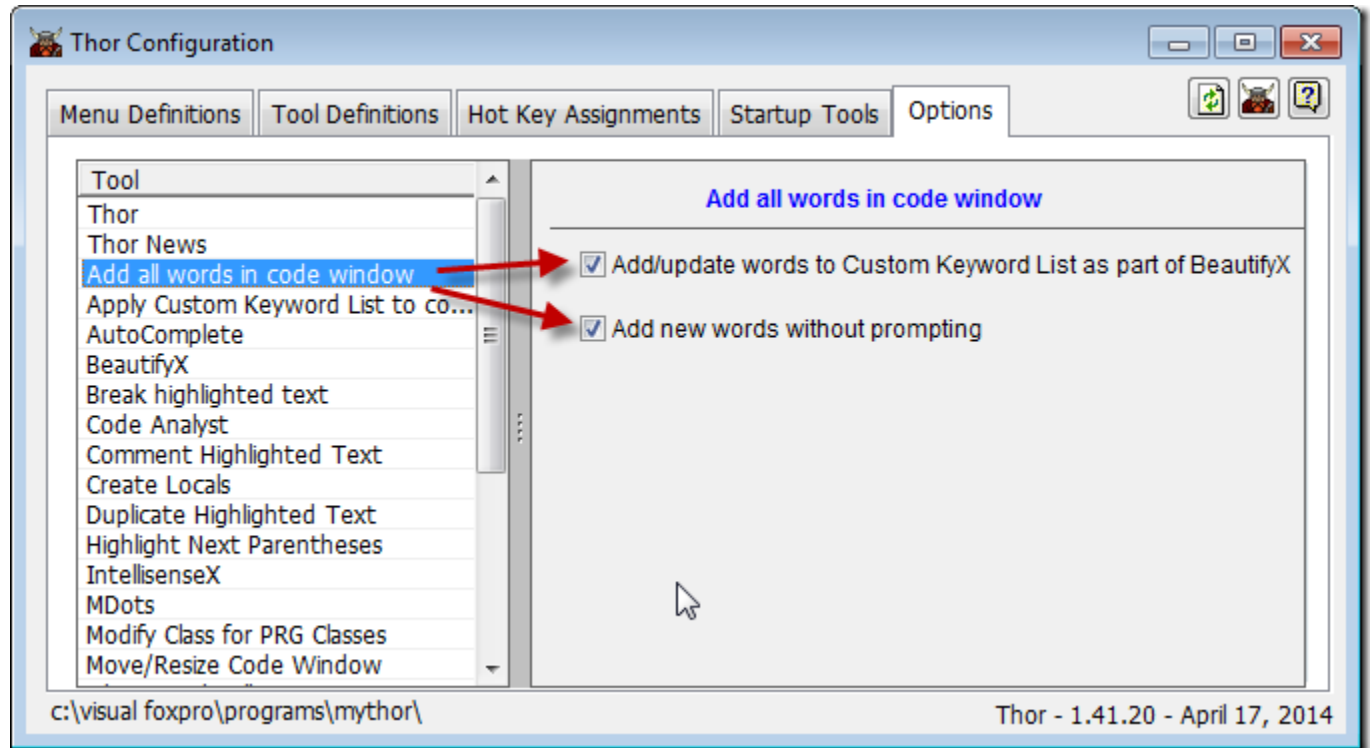 Thor Configuration
Menu Definitions
Tool Definitions
Hot Key Assignments
Startup Tools
Options
Tool
Thor
Thor News
Add all words in code window
Apply Custom Keyword List to co...
AutoComplete
BeautifyX
Break highlighted text
Code Analyst
Comment Highlighted Text
Create Locals
Duplicate Highlighted Text
Highlight Next Parentheses
IntellisenseX
MDots
Modify Class for PRG Classes
Move/Resize Code Window
Add all words in code window
Add/update words to Custom Keyword List as part of BeautifyX
Add new words without prompting
c:\visual foxpro\programs\mythor\
Thor - 1.41.20 - April 17, 2014